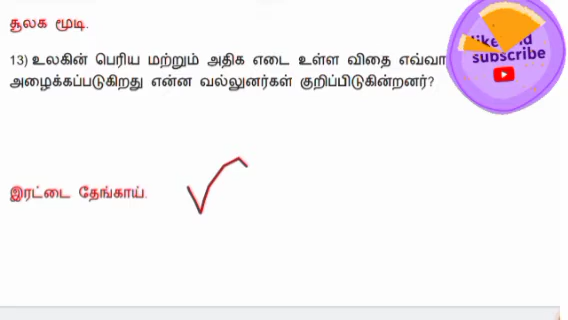 சூலக மூடி.
13) உலகின் பெரிய மற்றும் அதிக எடை உள்ள விதை எவ்வா
அழைக்கப்படுகிறது என்ன வல்லுனர்கள் குறிப்பிடுகின்றனர்?
இரட்டை தேங்காய்.
subscribe